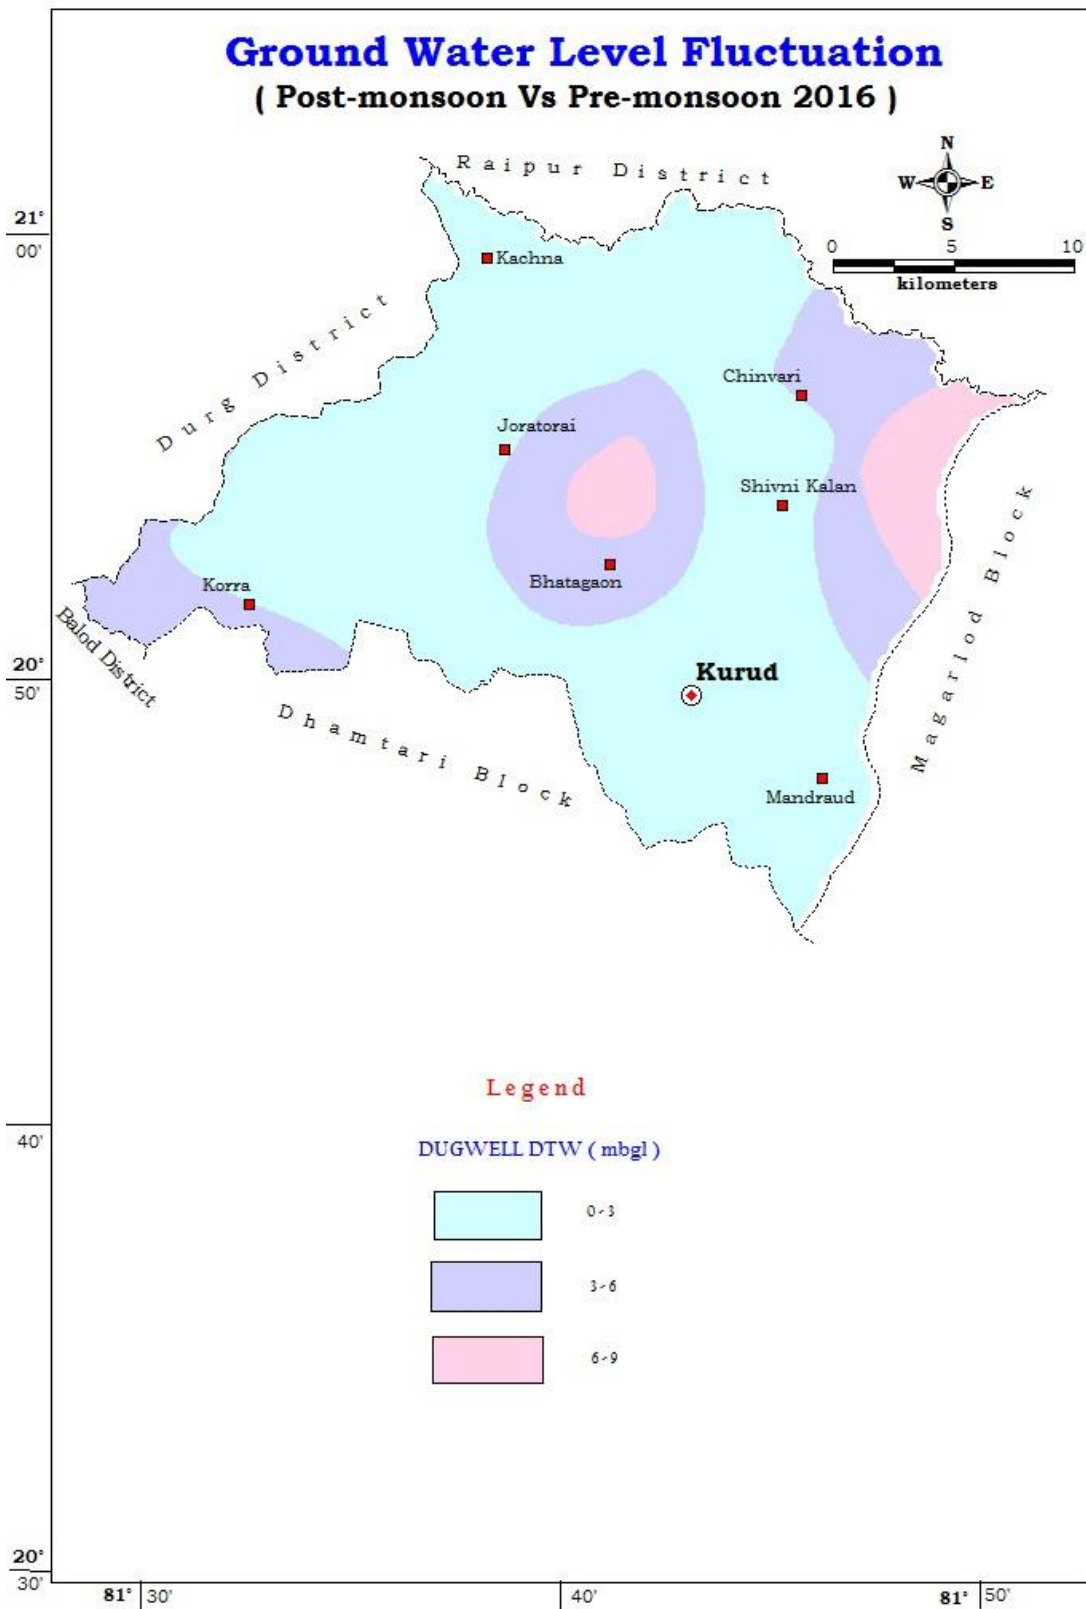 Ground Water Level Fluctuation
( Post-monsoon Vs Pre-monsoon 2016 )
N
W E
S
Raipur District
21°
00'
0 5 10
kilometers
Kachna
Durg District
Chinvari
Joratorai
Shivni Kalan
Magarlod Block
Bhatagaon
Korra
Balod District
20°
50'
Kurud
Dhamtari Block
Mandraud
Legend
40'
DUGWELL DTW ( mbgl )
0-3
3-6
6-9
20°
30'
81° 30' 40' 81° 50'